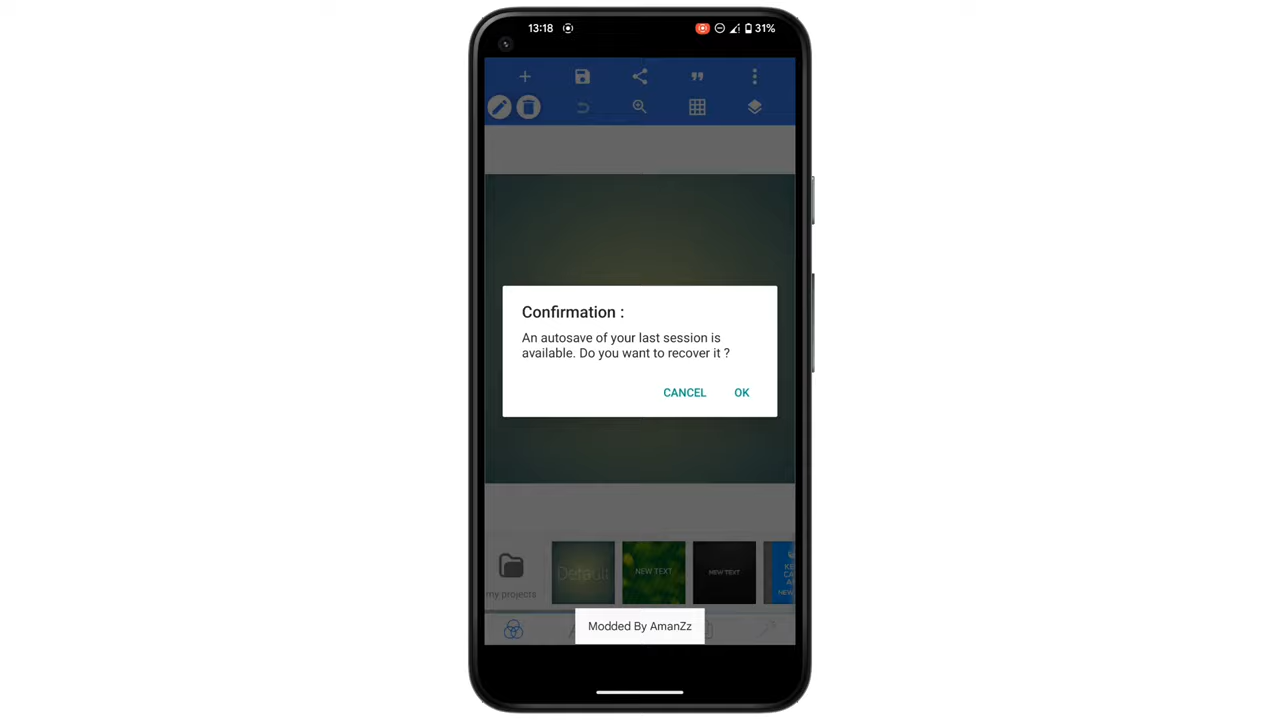 13:18
31%
Confirmation :
An autosave of your last session is
available. Do you want to recover it ?
CANCEL OK
Default
NEW TEXT
NEW TEXT
my projects
Modded By AmanZz